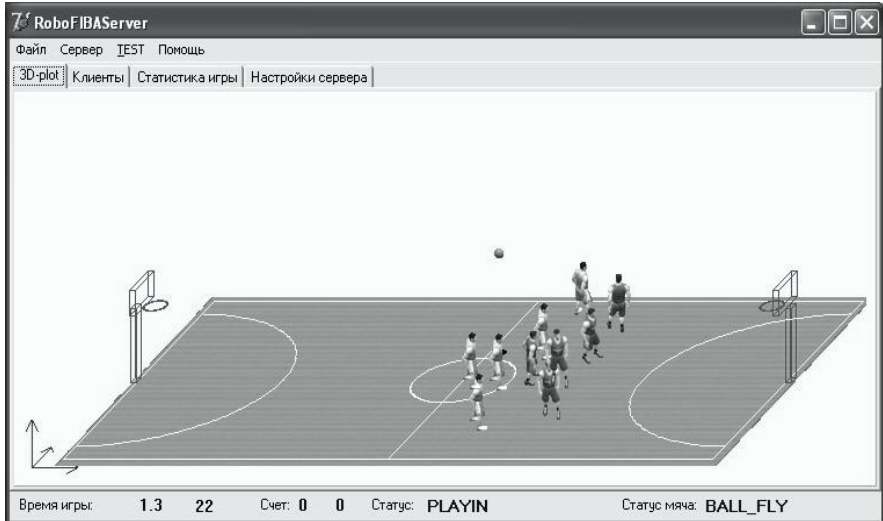 RoboFIBAServer
Файл Сервер TEST Помощь
3D-plot Клиенты Статистика игры Настройки сервера
Время игры: 1.3 22 Счет: 0 0 Статус: PLAYIN Статус мяча: BALL_FLY